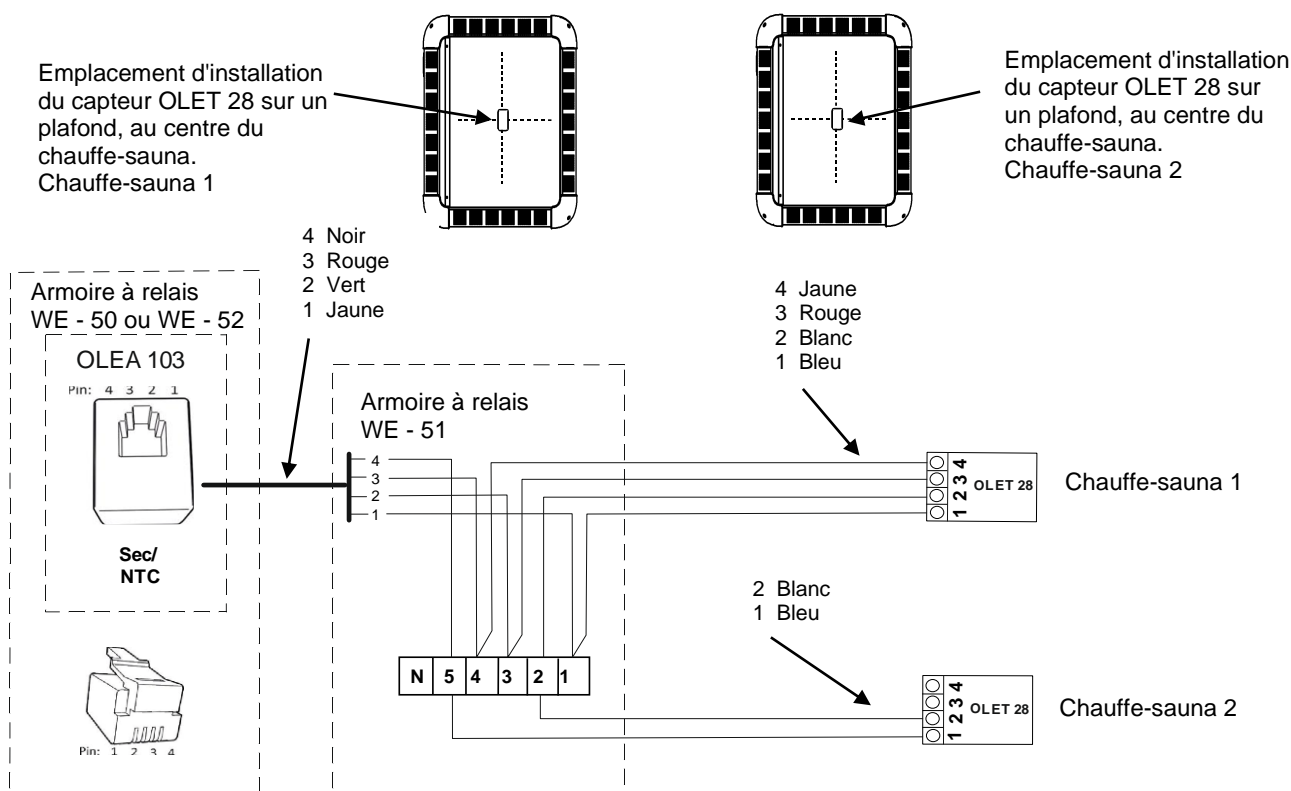 Emplacement d'installation
du capteur OLET 28 sur un
plafond, au centre du
chauffe-sauna.
Chauffe-sauna 1
Emplacement d'installation
du capteur OLET 28 sur
un plafond, au centre du
chauffe-sauna.
Chauffe-sauna 2
4 Noir
3 Rouge
2 Vert
1 Jaune
4 Jaune
3 Rouge
2 Blanc
1 Bleu
Armoire à relais
WE - 50 ou WE - 52
OLEA 103
Pin: 4 3 2 1
Sec/
NTC
Pin: 1 2 3 4
Armoire à relais
WE - 51
4
3
2
1
N 5 4 3 2 1
1 2 3 4
OLET 28
Chauffe-sauna 1
2 Blanc
1 Bleu
1 2 3 4
OLET 28
Chauffe-sauna 2